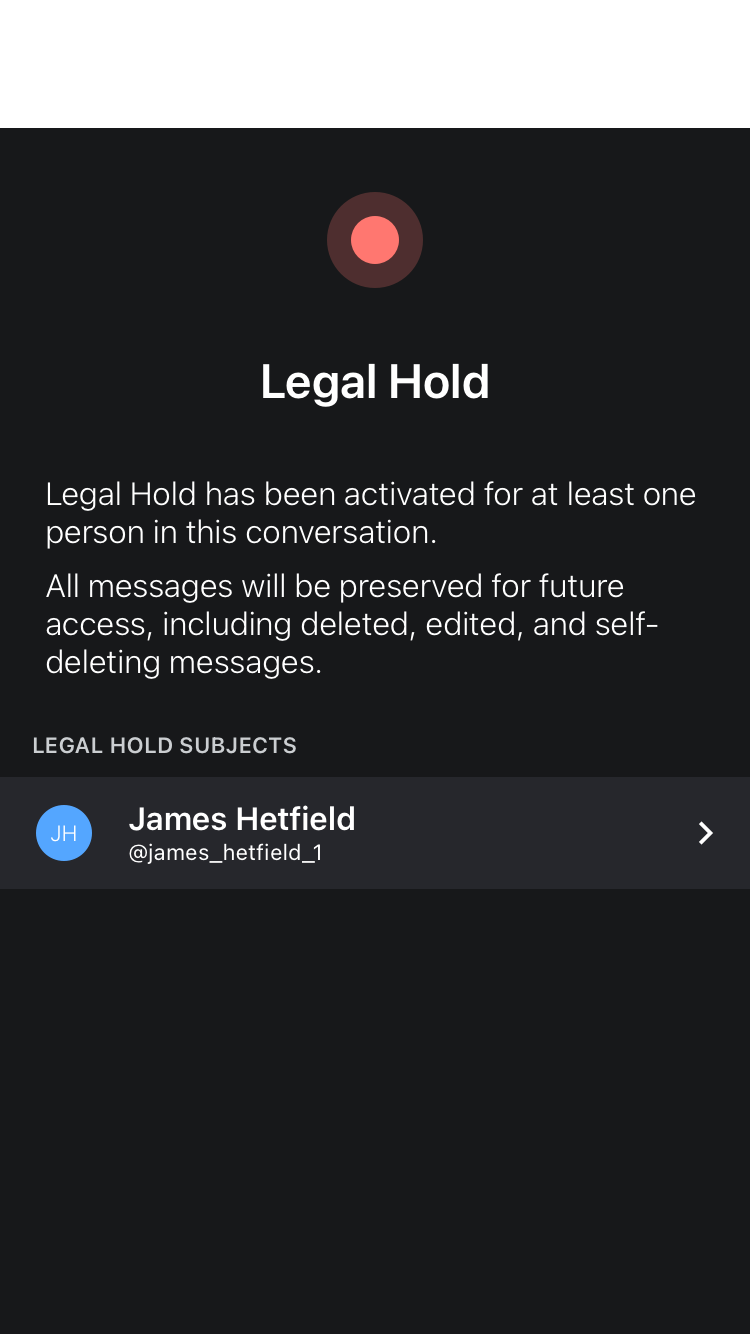 Legal Hold
Legal Hold has been activated for at least one
person in this conversation.
All messages will be preserved for future
access, including deleted, edited, and self-
deleting messages.
LEGAL HOLD SUBJECTS
JH
James Hetfield
@james_hetfield_1